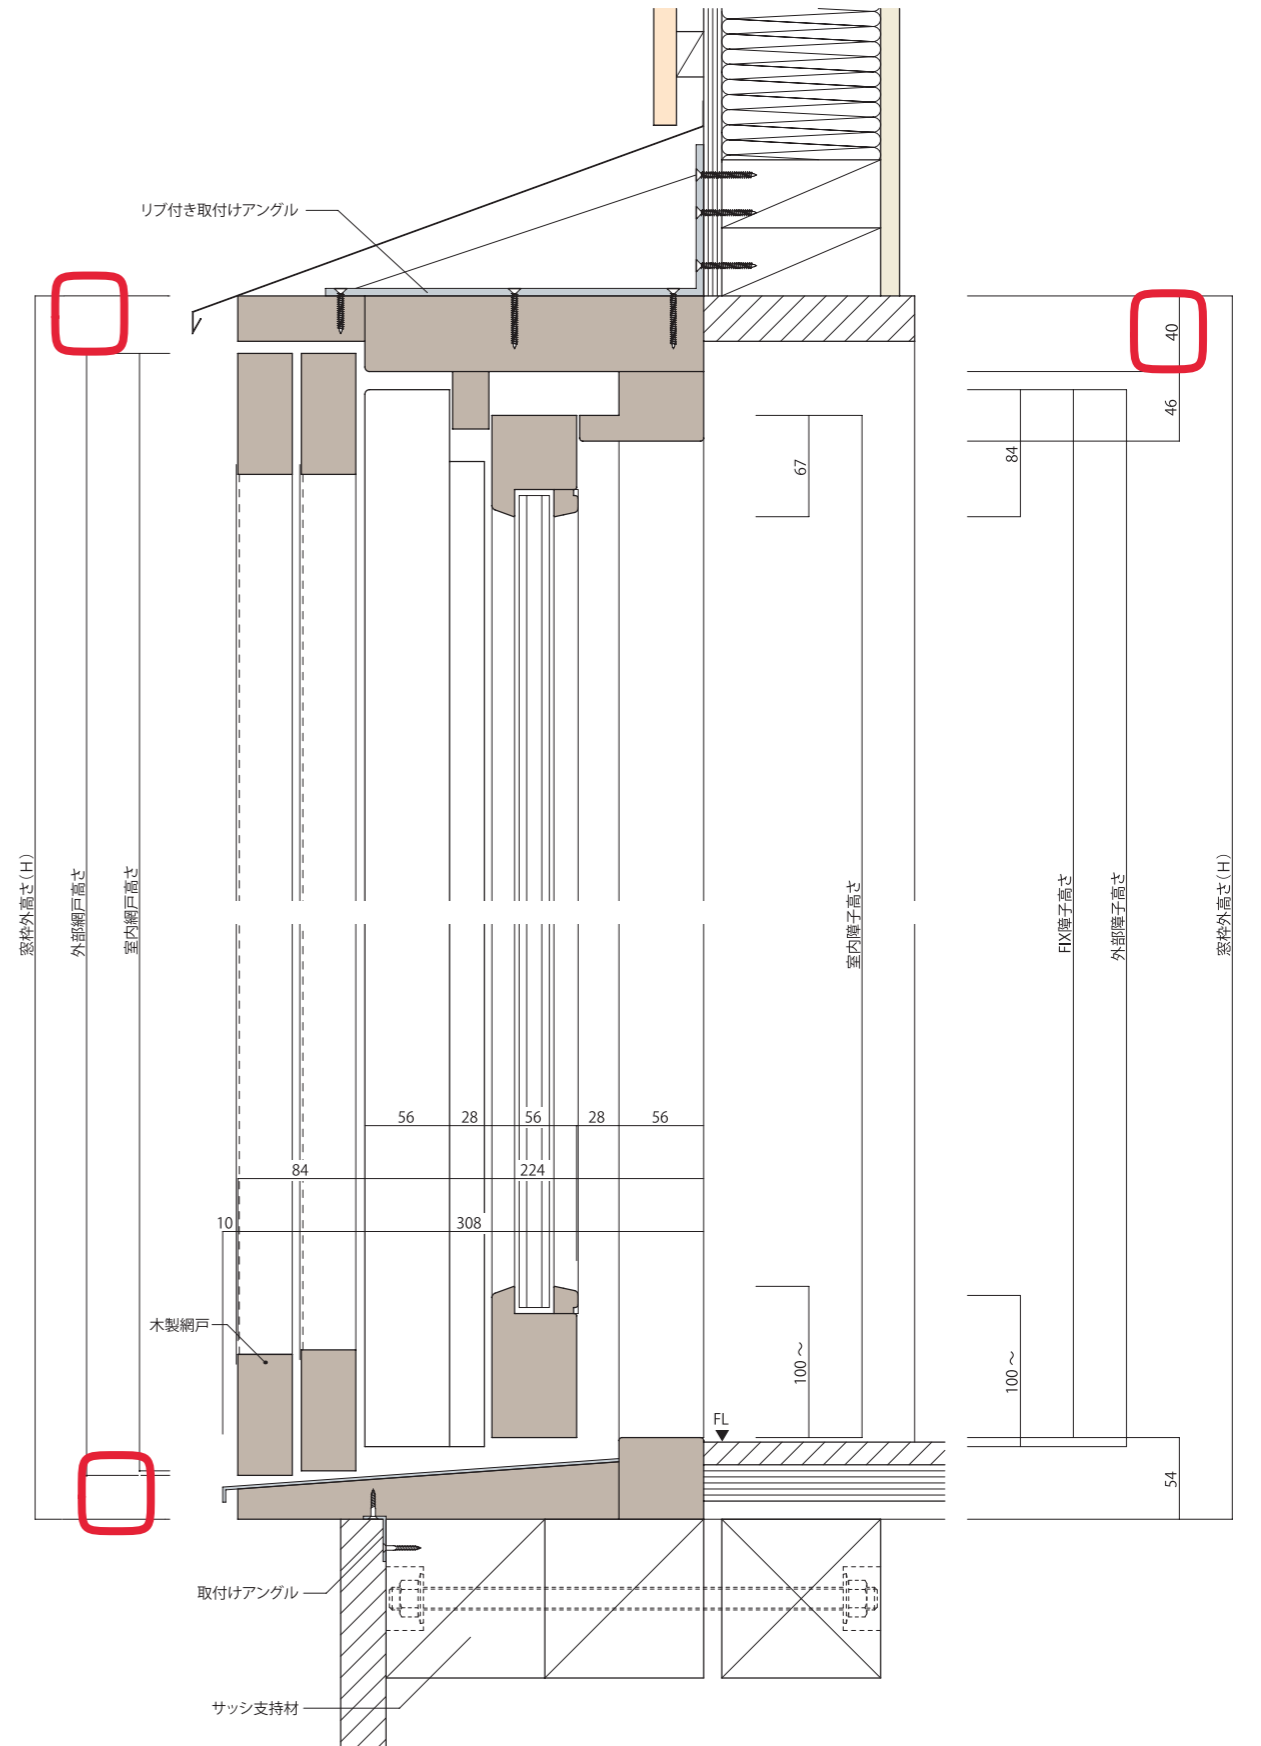 リブ付き取付けアングル
40
46
84
67
窓枠外高さ(H)
外部網戸高さ
室内網戸高さ
室内障子高さ
FIX障子高さ
外部障子高さ
窓枠外高さ(H)
56 28 56 28 56
84 224
10 308
木製網戸
100～
100～
FL
54
取付けアングル
サッシ支持材